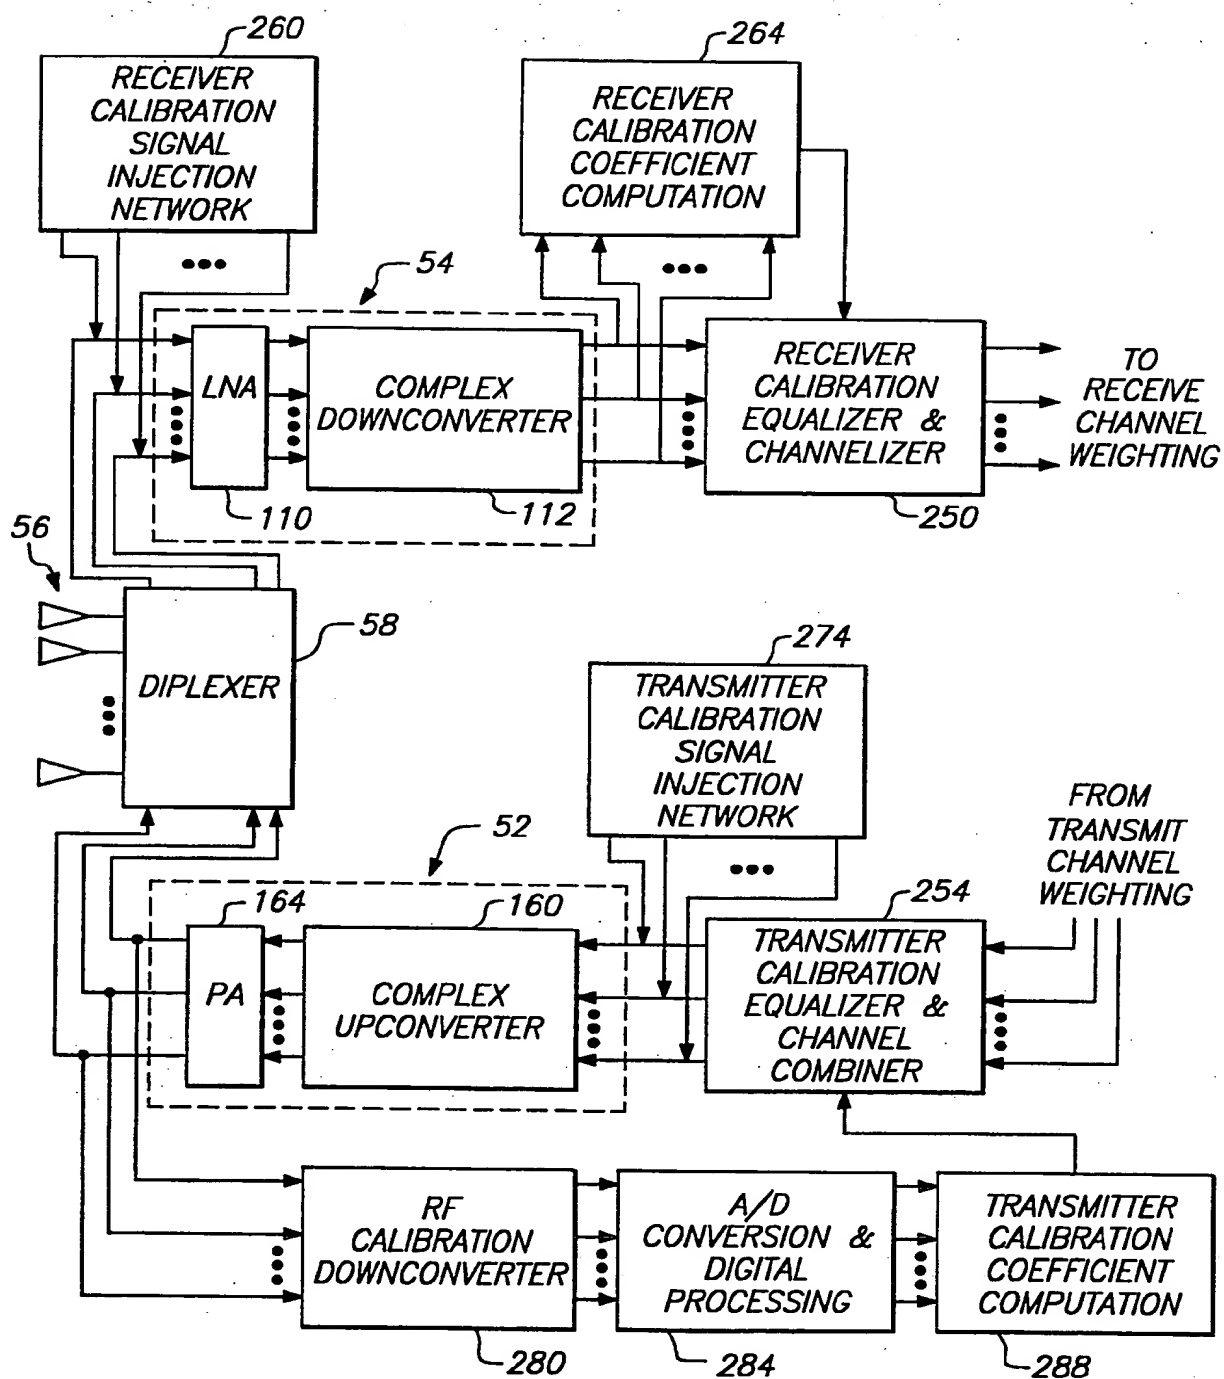 260
RECEIVER
CALIBRATION
SIGNAL
INJECTION
NETWORK
264
RECEIVER
CALIBRATION
COEFFICIENT
COMPUTATION
54
LNA
COMPLEX
DOWNCONVERTER
RECEIVER
CALIBRATION
EQUALIZER &
CHANNELIZER
TO
RECEIVE
CHANNEL
WEIGHTING
110
112
250
56
58
DIPLEXER
274
TRANSMITTER
CALIBRATION
SIGNAL
INJECTION
NETWORK
FROM
TRANSMIT
CHANNEL
WEIGHTING
52
164
160
254
PA
COMPLEX
UPCONVERTER
TRANSMITTER
CALIBRATION
EQUALIZER &
CHANNEL
COMBINER
RF
CALIBRATION
DOWNCONVERTER
A/D
CONVERSION &
DIGITAL
PROCESSING
TRANSMITTER
CALIBRATION
COEFFICIENT
COMPUTATION
280
284
288